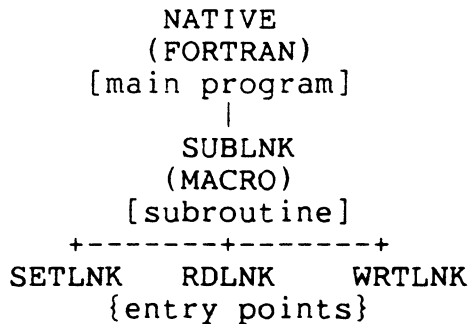 NATIVE
(FORTRAN)
[main program]
|
SUBLNK
(MACRO)
[subroutine]
+-------+-------+
SETLNK RDLNK WRTLNK
{entry points}